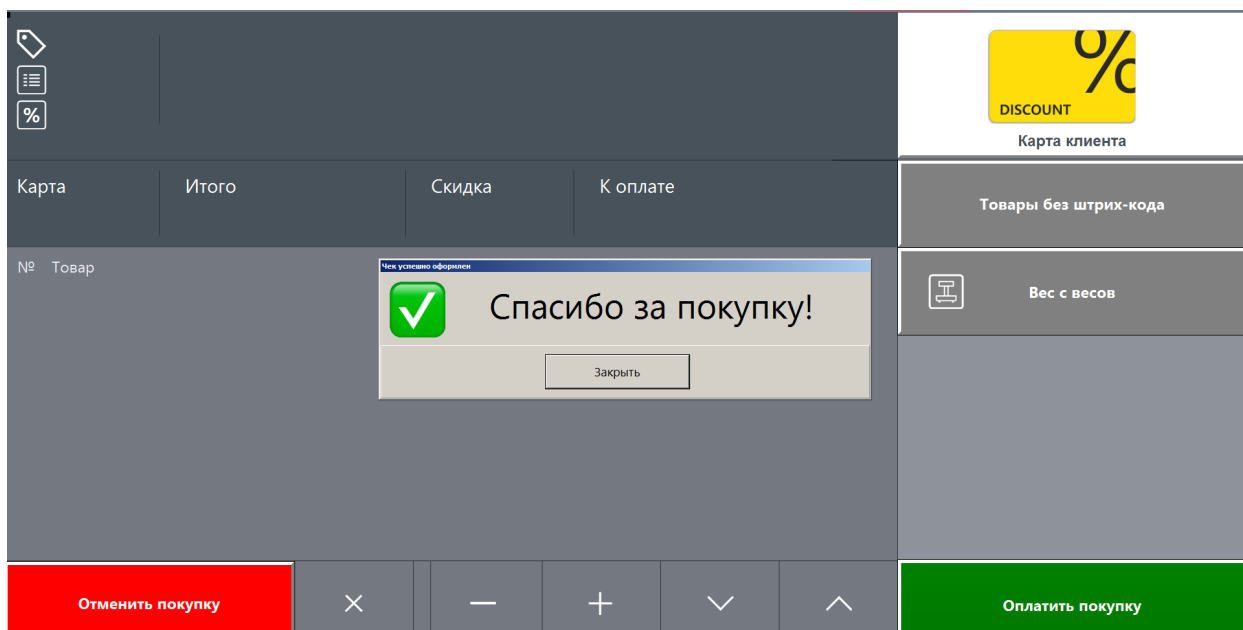 %
%
DISCOUNT
Карта клиента
Карта Итого Скидка К оплате
Товары без штрих-кода
№ Товар
Чек успешно оформлен
Спасибо за покупку!
Закрыть
Вес с весов
Отменить покупку
Оплатить покупку